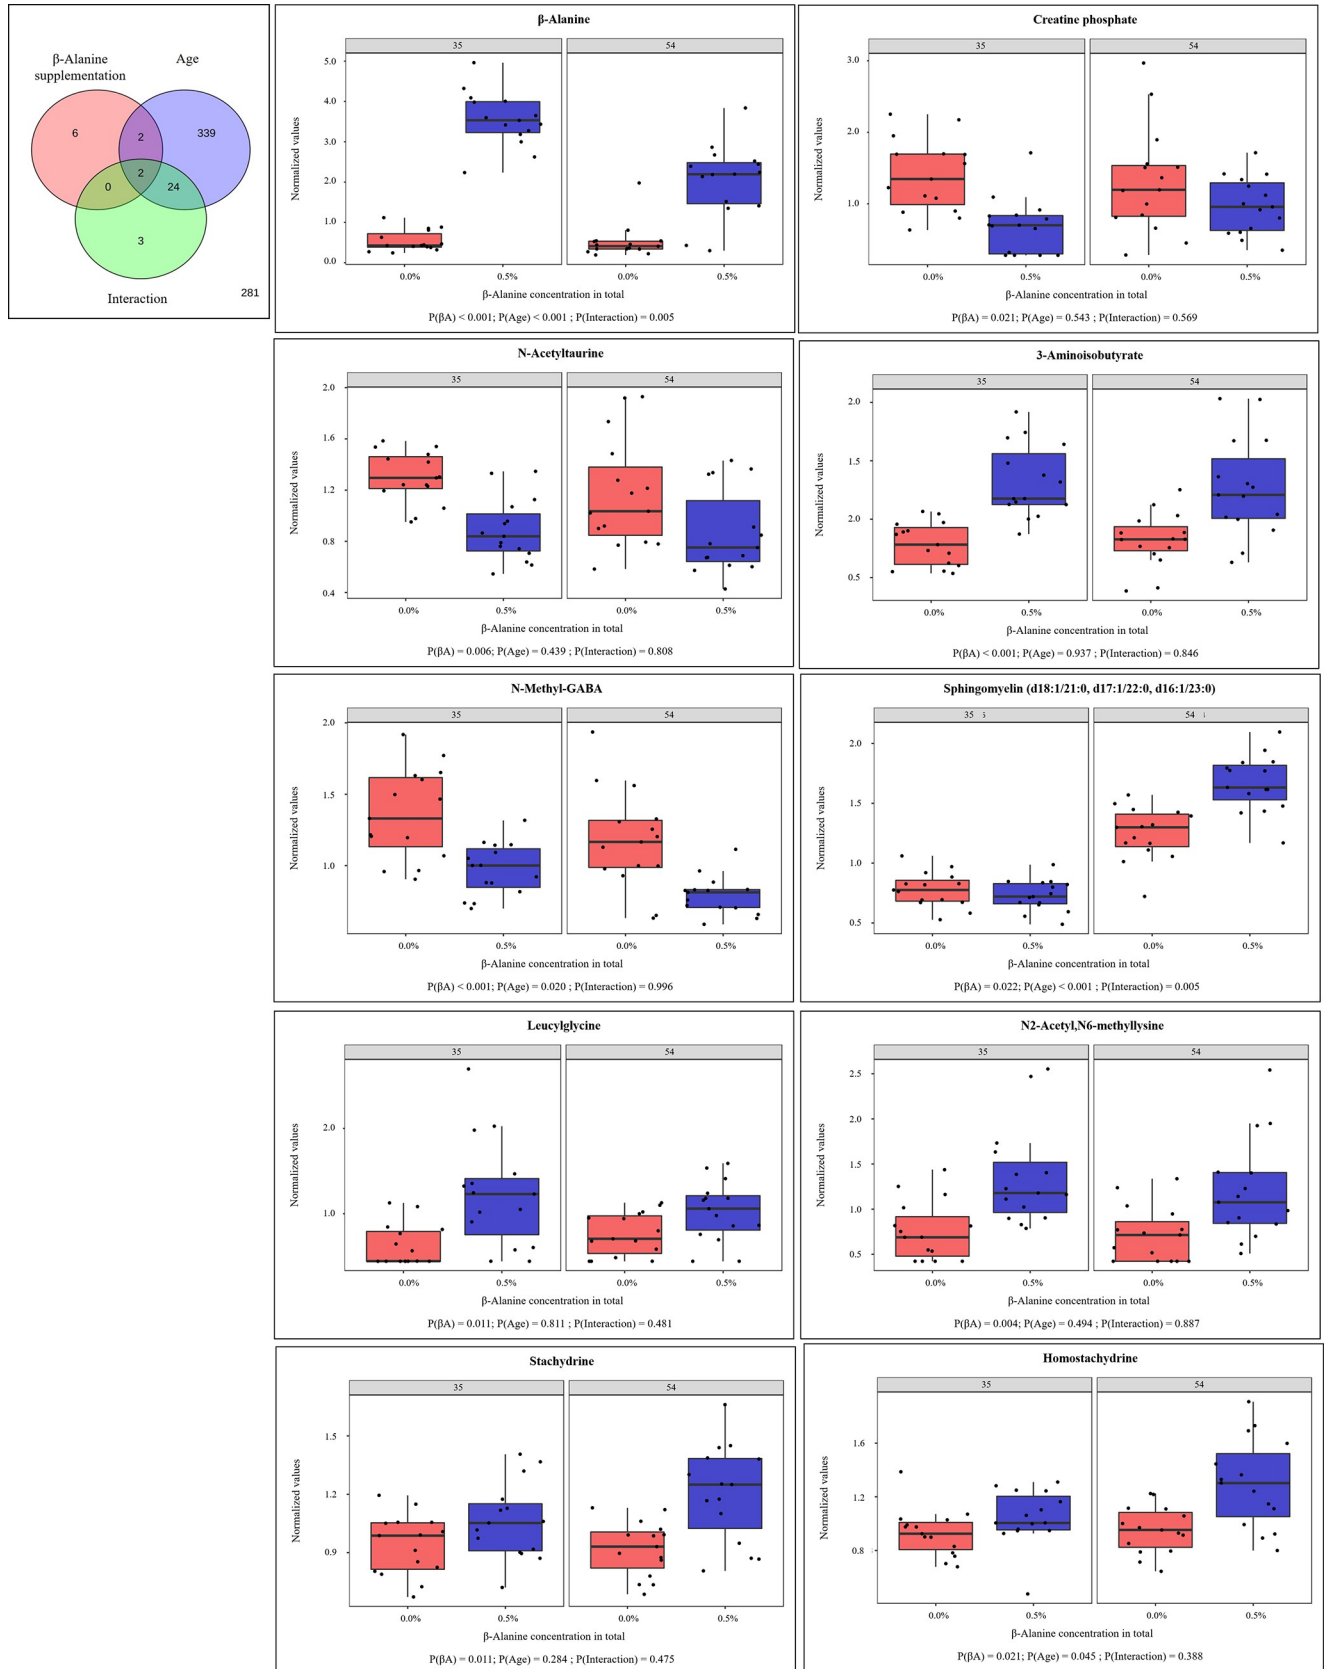 β-Alanine
supplementation
Age
6
2
339
2
0
24
3
Interaction
281
β-Alanine
35
54
Normalized values
5.0
4.0
3.0
2.0
1.0
0.0
0.0%
0.5%
0.0%
0.5%
β-Alanine concentration in total
P(βA) < 0.001; P(Age) < 0.001 ; P(Interaction) = 0.005
Creatine phosphate
35
54
Normalized values
3.0
2.0
1.0
0.0%
0.5%
0.0%
0.5%
β-Alanine concentration in total
P(βA) = 0.021; P(Age) = 0.543 ; P(Interaction) = 0.569
N-Acetyltaurine
35
54
Normalized values
2.0
1.6
1.2
0.8
0.4
0.0%
0.5%
0.0%
0.5%
β-Alanine concentration in total
P(βA) = 0.006; P(Age) = 0.439 ; P(Interaction) = 0.808
3-Aminoisobutyrate
35
54
Normalized values
2.0
1.5
2.0
0.5
0.0%
0.5%
0.0%
0.5%
β-Alanine concentration in total
P(βA) < 0.001; P(Age) = 0.937 ; P(Interaction) = 0.846
N-Methyl-GABA
35
54
Normalized values
2.0
1.5
1.0
0.0%
0.5%
0.0%
0.5%
β-Alanine concentration in total
P(βA) < 0.001; P(Age) = 0.020 ; P(Interaction) = 0.996
Sphingomyelin (d18:1/21:0, d17:1/22:0, d16:1/23:0)
35
54
Normalized values
2.0
1.5
1.0
0.5
0.0%
0.5%
0.0%
0.5%
β-Alanine concentration in total
P(βA) = 0.022; P(Age) < 0.001 ; P(Interaction) = 0.005
Leucylglycine
35
54
Normalized values
2.0
1.0
0.0%
0.5%
0.0%
0.5%
β-Alanine concentration in total
P(βA) = 0.011; P(Age) = 0.811 ; P(Interaction) = 0.481
N2-Acetyl,N6-methyllysine
35
54
Normalized values
2.5
2.0
1.5
1.0
0.5
0.0%
0.5%
0.0%
0.5%
β-Alanine concentration in total
P(βA) = 0.004; P(Age) = 0.494 ; P(Interaction) = 0.887
Stachydrine
35
54
Normalized values
1.5
1.2
0.9
0.0%
0.5%
0.0%
0.5%
β-Alanine concentration in total
P(βA) = 0.011; P(Age) = 0.284 ; P(Interaction) = 0.475
Homostachydrine
35
54
Normalized values
1.6
1.2
0.8
0.0%
0.5%
0.0%
0.5%
β-Alanine concentration in total
P(βA) = 0.021; P(Age) = 0.045 ; P(Interaction) = 0.388